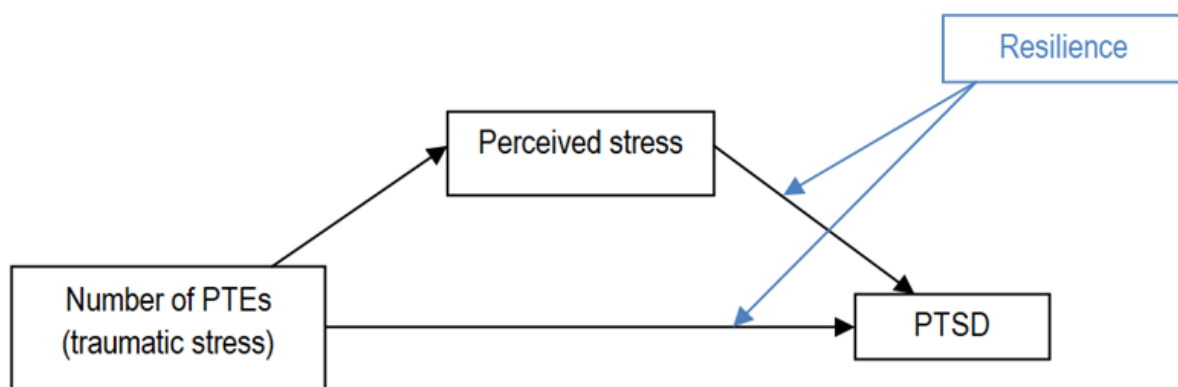 Resilience
Perceived stress
Number of PTEs
(traumatic stress)
PTSD